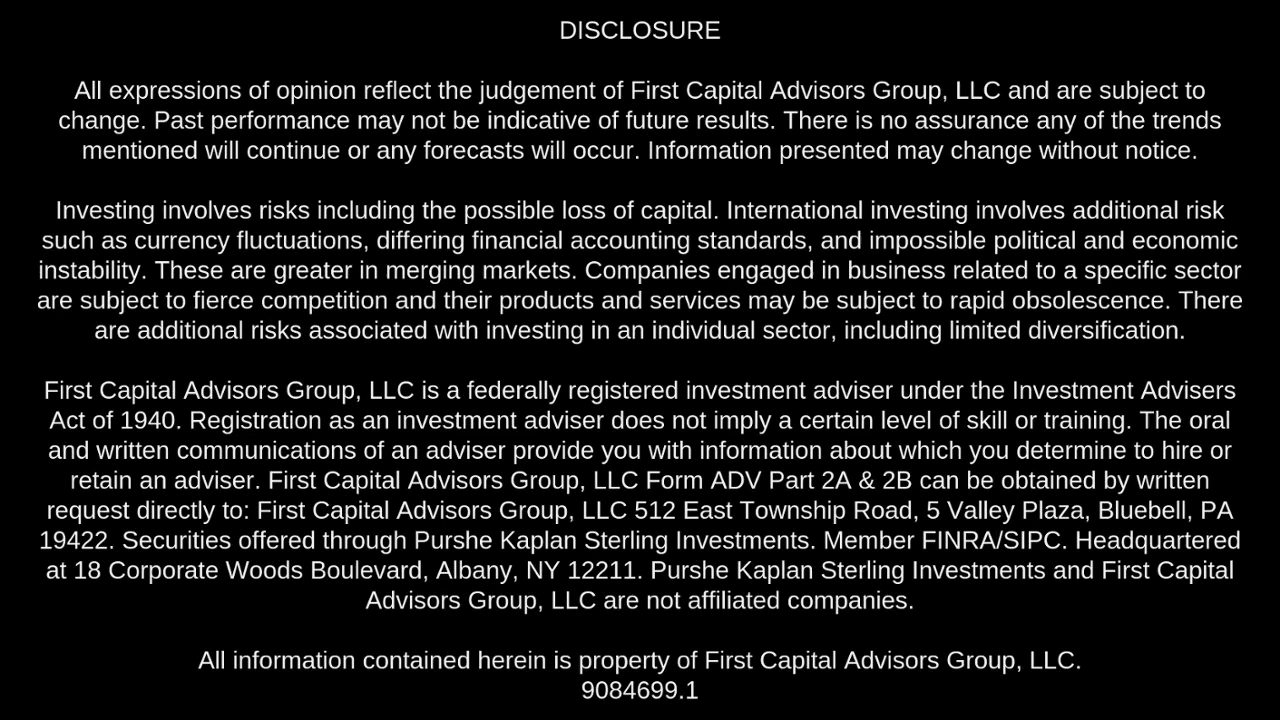 DISCLOSURE
All expressions of opinion reflect the judgement of First Capital Advisors Group, LLC and are subject to
change. Past performance may not be indicative of future results. There is no assurance any of the trends
mentioned will continue or any forecasts will occur. Information presented may change without notice.
Investing involves risks including the possible loss of capital. International investing involves additional risk
such as currency fluctuations, differing financial accounting standards, and impossible political and economic
instability. These are greater in merging markets. Companies engaged in business related to a specific sector
are subject to fierce competition and their products and services may be subject to rapid obsolescence. There
are additional risks associated with investing in an individual sector, including limited diversification.
First Capital Advisors Group, LLC is a federally registered investment adviser under the Investment Advisers
Act of 1940. Registration as an investment adviser does not imply a certain level of skill or training. The oral
and written communications of an adviser provide you with information about which you determine to hire or
retain an adviser. First Capital Advisors Group, LLC Form ADV Part 2A & 2B can be obtained by written
request directly to: First Capital Advisors Group, LLC 512 East Township Road, 5 Valley Plaza, Bluebell, PA
19422. Securities offered through Purshe Kaplan Sterling Investments. Member FINRA/SIPC. Headquartered
at 18 Corporate Woods Boulevard, Albany, NY 12211. Purshe Kaplan Sterling Investments and First Capital
Advisors Group, LLC are not affiliated companies.
All information contained herein is property of First Capital Advisors Group, LLC.
9084699.1